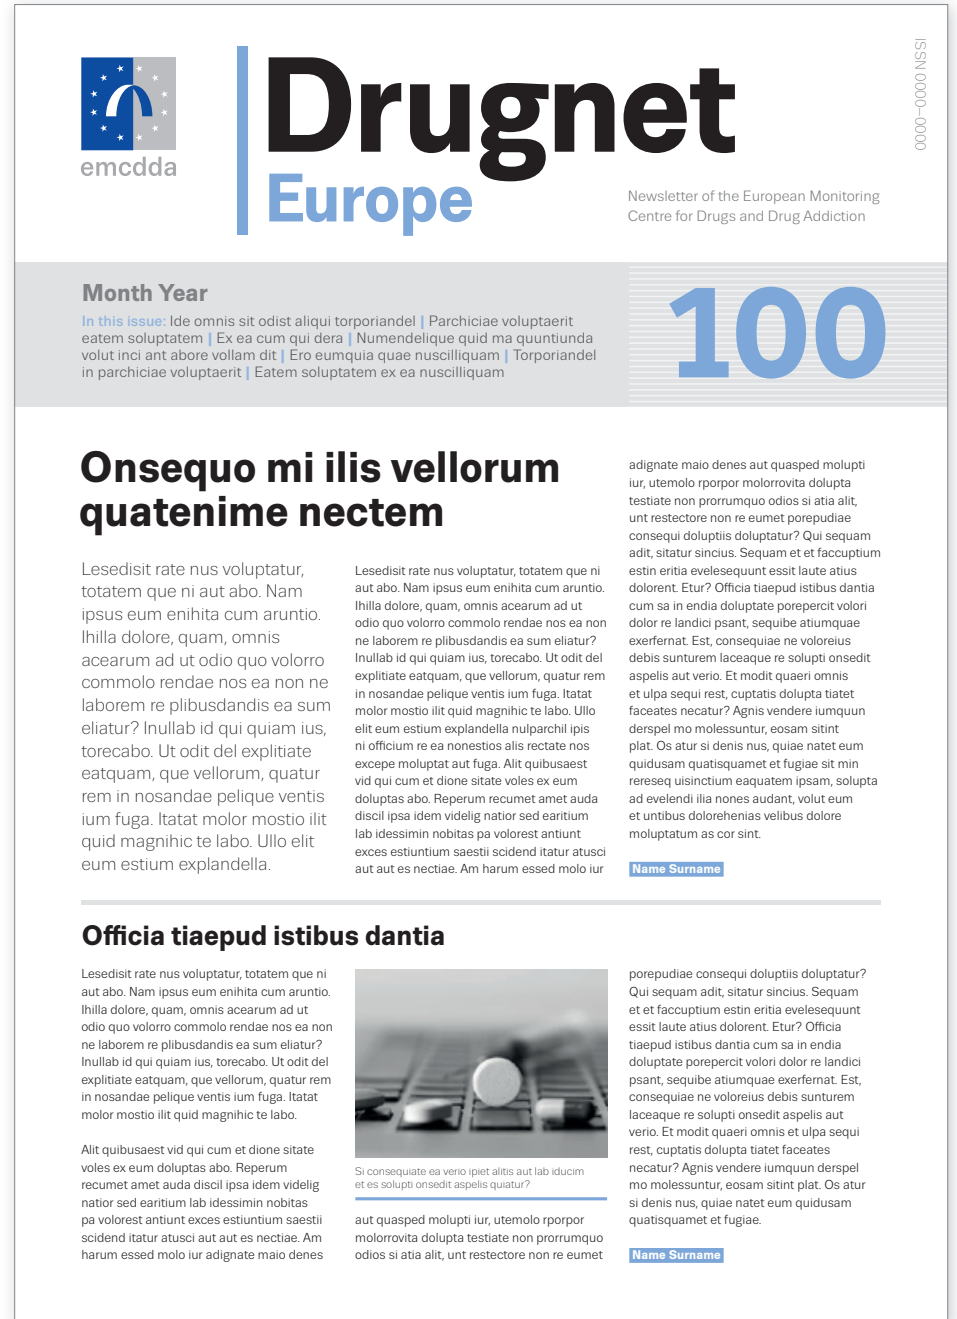 emcdda
Drugnet
Europe
ISSN 0000–0000
Newsletter of the European Monitoring
Centre for Drugs and Drug Addiction
Month Year
In this issue: Ide omnis sit odist aliqui torporiandel | Parchiciae voluptaerit
eatem soluptatem | Ex ea cum qui dera | Numendelique quid ma quuntiunda
volut inci ant abore vollam dit | Ero eumquia quae nuscilliquam | Torporiandel
in parchiciae voluptaerit | Eatem soluptatem ex ea nuscilliquam
100
Onsequo mi ilis vellorum
quatenime nectem
Lesedisit rate nus voluptatur,
totatem que ni aut abo. Nam
ipsus eum enihita cum aruntio.
Ihilla dolore, quam, omnis
acearum ad ut odio quo volorro
commolo rendae nos ea non ne
laborem re plibusdandis ea sum
eliatur? Inullab id qui quiam ius,
torecabo. Ut odit del explitiate
eatquam, que vellorum, quatur
rem in nosandae pelique ventis
ium fuga. Itatat molor mostio ilit
quid magnihic te labo. Ullo elit
eum estium explandella.
Lesedisit rate nus voluptatur, totatem que ni
aut abo. Nam ipsus eum enihita cum aruntio.
Ihilla dolore, quam, omnis acearum ad ut
odio quo volorro commolo rendae nos ea non
ne laborem re plibusdandis ea sum eliatur?
Inullab id qui quiam ius, torecabo. Ut odit del
explitiate eatquam, que vellorum, quatur rem
in nosandae pelique ventis ium fuga. Itatat
molor mostio ilit quid magnihic te labo. Ullo
elit eum estium explandella nulparchil ipis
ni officium re ea nonestios alis rectate nos
excepe moluptat aut fuga. Alit quibusaest
vid qui cum et dione sitate voles ex eum
doluptas abo. Reperum recumet amet auda
discil ipsa idem videlig natior sed earitium
lab idessimin nobitas pa volorest antiunt
exces estiuntium saestii scidend itatur atusci
aut aut es nectiae. Am harum essed molo iur
adignate maio denes aut quasped molupti
iur, utemolo rporpor molorrovita dolupta
testiate non prorrumquo odios si atia alit,
unt restectore non re eumet porepudiae
consequi doluptiis doluptatur? Qui sequam
adit, sitatur sincius. Sequam et et faccuptium
estin eritia evelesequunt essit laute atius
dolorent. Etur? Officia tiaepud istibus dantia
cum sa in endia doluptate porepercit volori
dolor re landici psant, sequibe atiumquae
exerfernat. Est, consequiae ne voloreius
debis sunturem laceaque re solupti onsedit
aspelis aut verio. Et modit quaeri omnis
et ulpa sequi rest, cuptatis dolupta tiatet
faceates necatur? Agnis vendere iumquun
derspel mo molessuntur, eosam sitint
plat. Os atur si denis nus, quiae natet eum
quidusam quatisquamet et fugiae sit min
rereseq uisinctium eaquatem ipsam, solupta
ad evelendi ilia nones audant, volut eum
et untibus dolorehenias velibus dolore
moluptatum as cor sint.
Name Surname
Officia tiaepud istibus dantia
Lesedisit rate nus voluptatur, totatem que ni
aut abo. Nam ipsus eum enihita cum aruntio.
Ihilla dolore, quam, omnis acearum ad ut
odio quo volorro commolo rendae nos ea non
ne laborem re plibusdandis ea sum eliatur?
Inullab id qui quiam ius, torecabo. Ut odit del
explitiate eatquam, que vellorum, quatur rem
in nosandae pelique ventis ium fuga. Itatat
molor mostio ilit quid magnihic te labo.
Alit quibusaest vid qui cum et dione sitate
voles ex eum doluptas abo. Reperum
recumet amet auda discil ipsa idem videlig
natior sed earitium lab idessimin nobitas
pa volorest antiunt exces estiuntium saestii
scidend itatur atusci aut aut es nectiae. Am
harum essed molo iur adignate maio denes
Si consequiate ea verio ipiet alitis aut lab iducim
et es solupti onsedit aspelis quiatur?
aut quasped molupti iur, utemolo rporpor
molorrovita dolupta testiate non prorrumquo
odios si atia alit, unt restectore non re eumet
porepudiae consequi doluptiis doluptatur?
Qui sequam adit, sitatur sincius. Sequam
et et faccuptium estin eritia evelesequunt
essit laute atius dolorent. Etur? Officia
tiaepud istibus dantia cum sa in endia
doluptate porepercit volori dolor re landici
psant, sequibe atiumquae exerfernat. Est,
consequiae ne voloreius debis sunturem
laceaque re solupti onsedit aspelis aut
verio. Et modit quaeri omnis et ulpa sequi
rest, cuptatis dolupta tiatet faceates
necatur? Agnis vendere iumquun derspel
mo molessuntur, eosam sitint plat. Os atur
si denis nus, quiae natet eum quidusam
quatisquamet et fugiae.
Name Surname